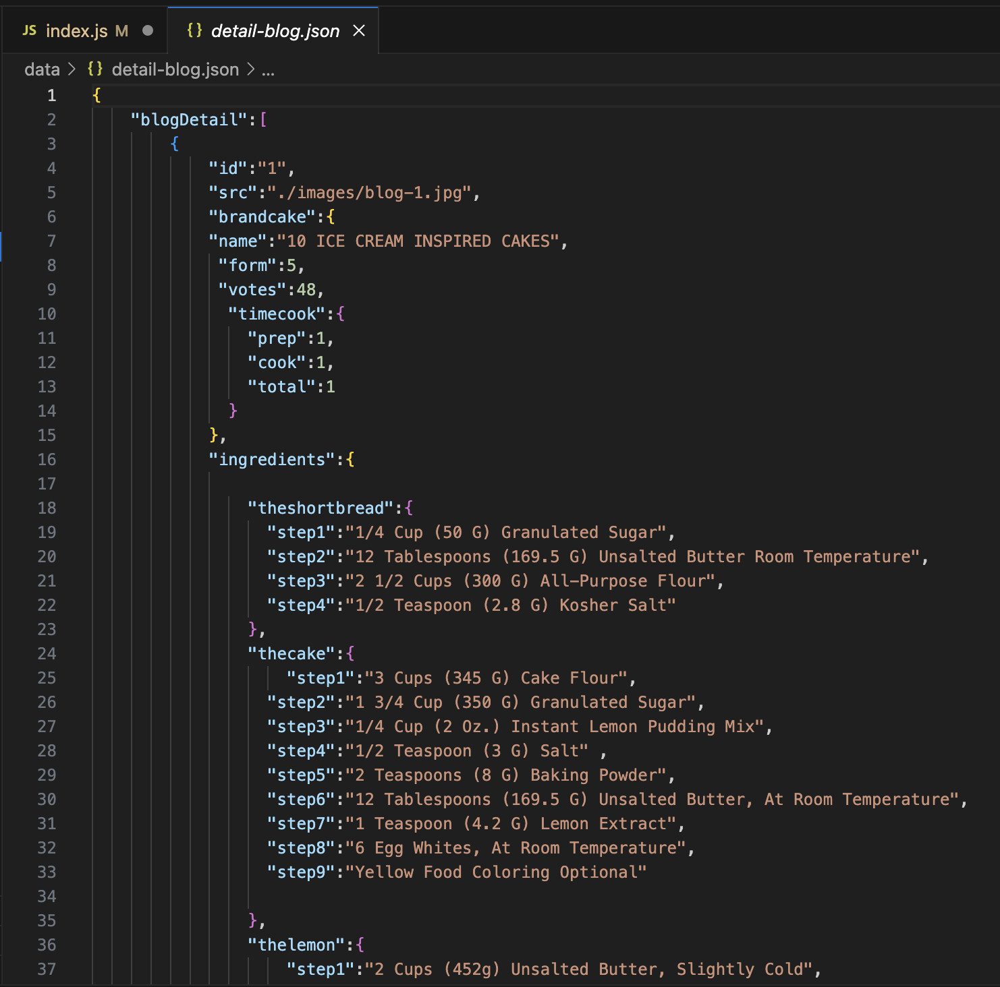 JS index.js M
{} detail-blog.json
data > {} detail-blog.json > ...
1 {
2 "blogDetail":[
3 {
4 "id":"1",
5 "src":"./images/blog-1.jpg",
6 "brandcake":{
7 "name":"10 ICE CREAM INSPIRED CAKES",
8 "form":5,
9 "votes":48,
10 "timecook":{
11 "prep":1,
12 "cook":1,
13 "total":1
14 }
15 },
16 "ingredients":{
17
18 "theshortbread":{
19 "step1":"1/4 Cup (50 G) Granulated Sugar",
20 "step2":"12 Tablespoons (169.5 G) Unsalted Butter Room Temperature",
21 "step3":"2 1/2 Cups (300 G) All-Purpose Flour",
22 "step4":"1/2 Teaspoon (2.8 G) Kosher Salt"
23 },
24 "thecake":{
25 "step1":"3 Cups (345 G) Cake Flour",
26 "step2":"1 3/4 Cup (350 G) Granulated Sugar",
27 "step3":"1/4 Cup (2 Oz.) Instant Lemon Pudding Mix",
28 "step4":"1/2 Teaspoon (3 G) Salt" ,
29 "step5":"2 Teaspoons (8 G) Baking Powder",
30 "step6":"12 Tablespoons (169.5 G) Unsalted Butter, At Room Temperature",
31 "step7":"1 Teaspoon (4.2 G) Lemon Extract",
32 "step8":"6 Egg Whites, At Room Temperature",
33 "step9":"Yellow Food Coloring Optional"
34
35 },
36 "thelemon":{
37 "step1":"2 Cups (452g) Unsalted Butter, Slightly Cold",